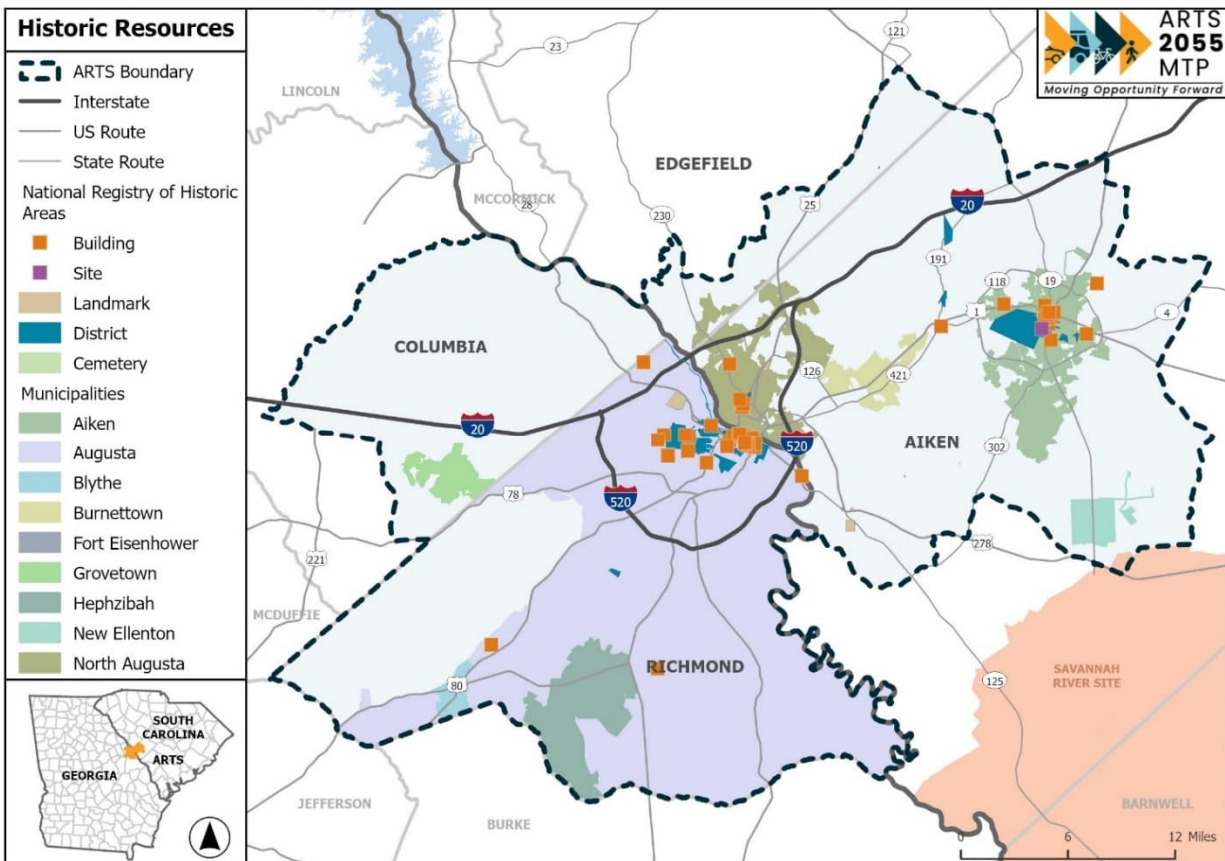 Historic Resources
ARTS Boundary
Interstate
US Route
State Route
National Registry of Historic
Areas
Building
Site
Landmark
District
Cemetery
Municipalities
Aiken
Augusta
Blythe
Burnettown
Fort Eisenhower
Grovetown
Hephzibah
New Ellenton
North Augusta
SOUTH
CAROLINA
ARTS
GEORGIA
ARTS
2055
MTP
Moving Opportunity Forward
23
121
LINCOLN
EDGEFIELD
MCCORMICK
28
230
25
20
191
118
19
1
4
COLUMBIA
126
421
20
520
AIKEN
302
78
520
278
221
MCDUFFIE
RICHMOND
80
125
SAVANNAH
RIVER SITE
JEFFERSON
BURKE
BARNWELL
0
6
12 Miles